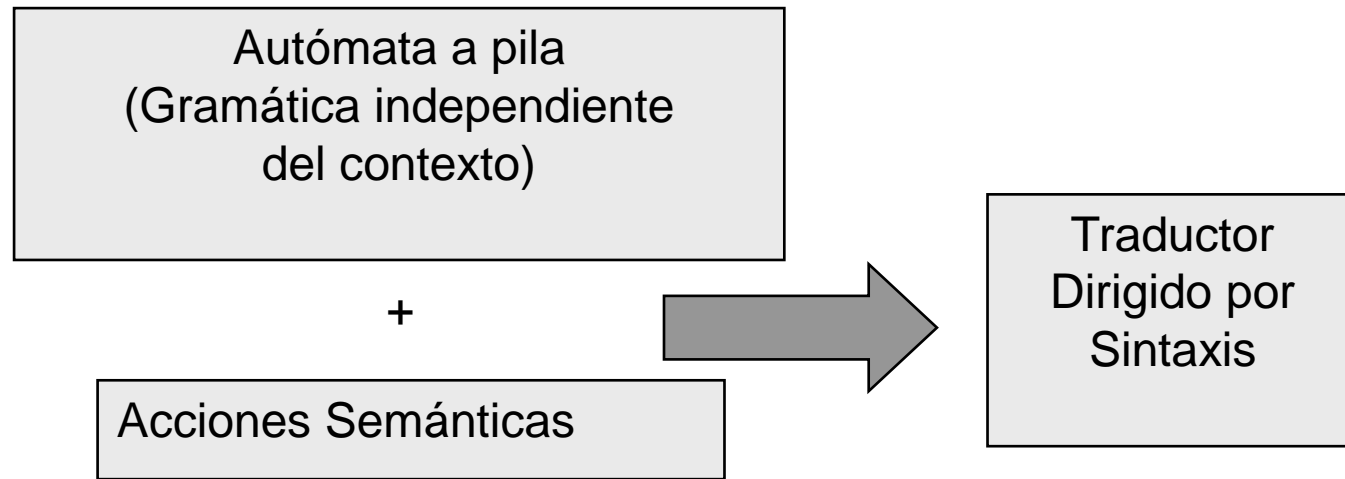 Autómata a pila
(Gramática independiente
del contexto)
+
Acciones Semánticas
Traductor
Dirigido por
Sintaxis